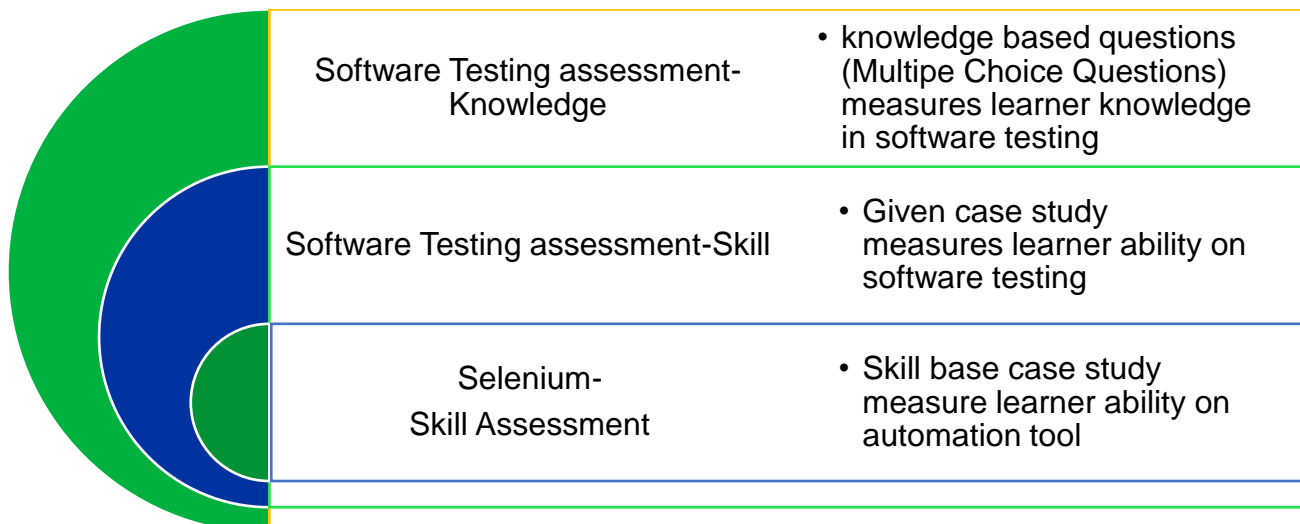 Software Testing assessment-
Knowledge
• knowledge based questions
(Multipe Choice Questions)
measures learner knowledge
in software testing
Software Testing assessment-Skill
• Given case study
measures learner ability on
software testing
Selenium-
Skill Assessment
• Skill base case study
measure learner ability on
automation tool